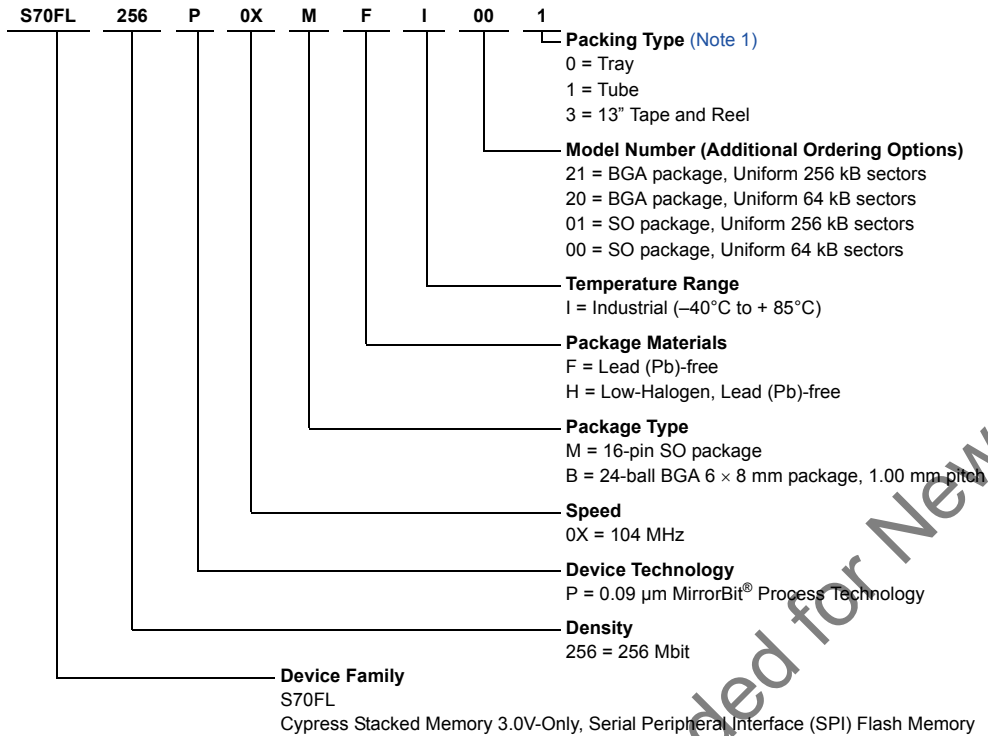 S70FL 256 P 0X M F I 00 1
Packing Type (Note 1)
0 = Tray
1 = Tube
3 = 13” Tape and Reel
Model Number (Additional Ordering Options)
21 = BGA package, Uniform 256 kB sectors
20 = BGA package, Uniform 64 kB sectors
01 = SO package, Uniform 256 kB sectors
00 = SO package, Uniform 64 kB sectors
Temperature Range
I = Industrial (–40°C to + 85°C)
Package Materials
F = Lead (Pb)-free
H = Low-Halogen, Lead (Pb)-free
Package Type
M = 16-pin SO package
B = 24-ball BGA 6 × 8 mm package, 1.00 mm pitch
Speed
0X = 104 MHz
Device Technology
P = 0.09 µm MirrorBit® Process Technology
Density
256 = 256 Mbit
Device Family
S70FL
Cypress Stacked Memory 3.0V-Only, Serial Peripheral Interface (SPI) Flash Memory
ded for New